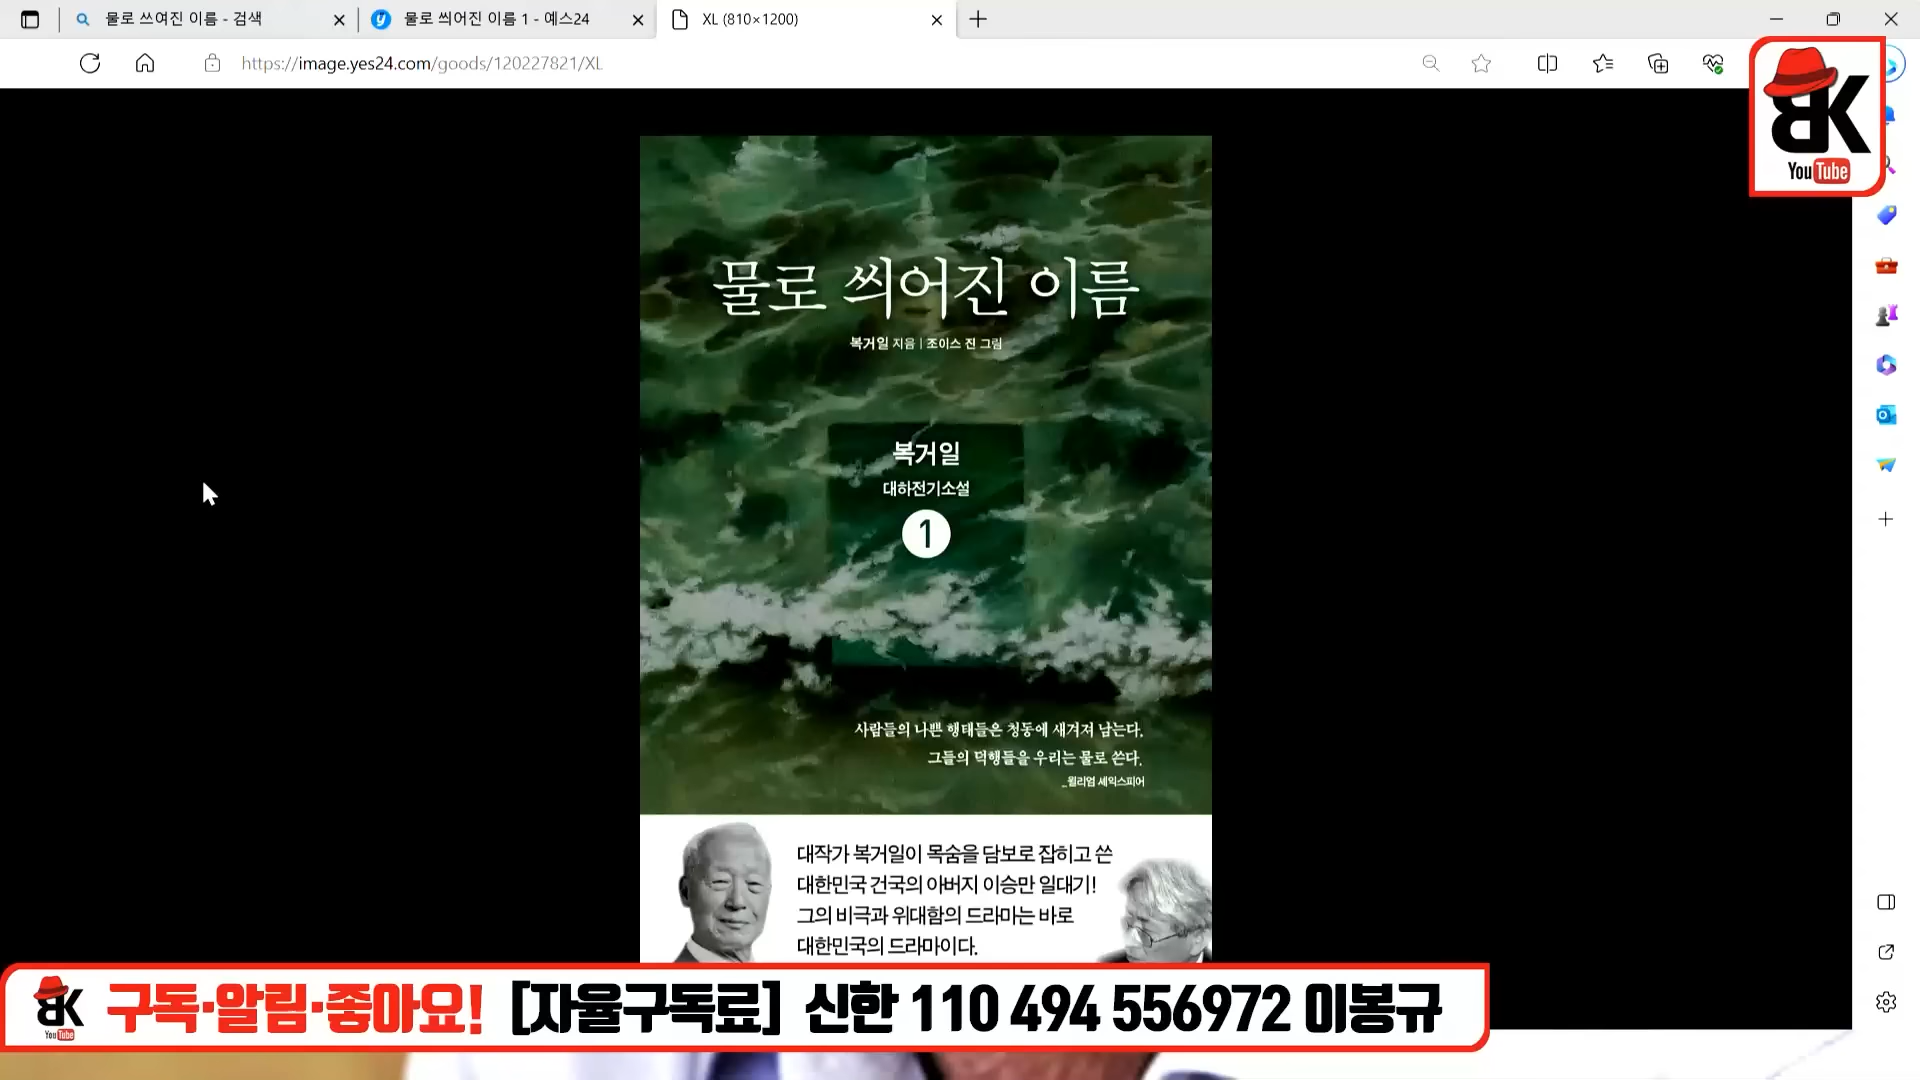 물로 쓰여진 이름 - 검색
물로 씌어진 이름 1 - 예스24
XL (810×1200)
https://image.yes24.com/goods/120227821/XL
BK
YouTube
물로 씌어진 이름
복거일 지음 | 조이스 진 그림
복거일
대하전기소설
1
사람들의 나쁜 행태들은 청동에 새겨져 남는다,
그들의 덕행들을 우리는 물로 쓴다.
_윌리엄 셰익스피어
대작가 복거일이 목숨을 담보로 잡히고 쓴
대한민국 건국의 아버지 이승만 일대기!
그의 비극과 위대함의 드라마는 바로
대한민국의 드라마이다.
BK
YouTube
구독·알림·좋아요! [자율구독료] 신한 110 494 556972 이봉규